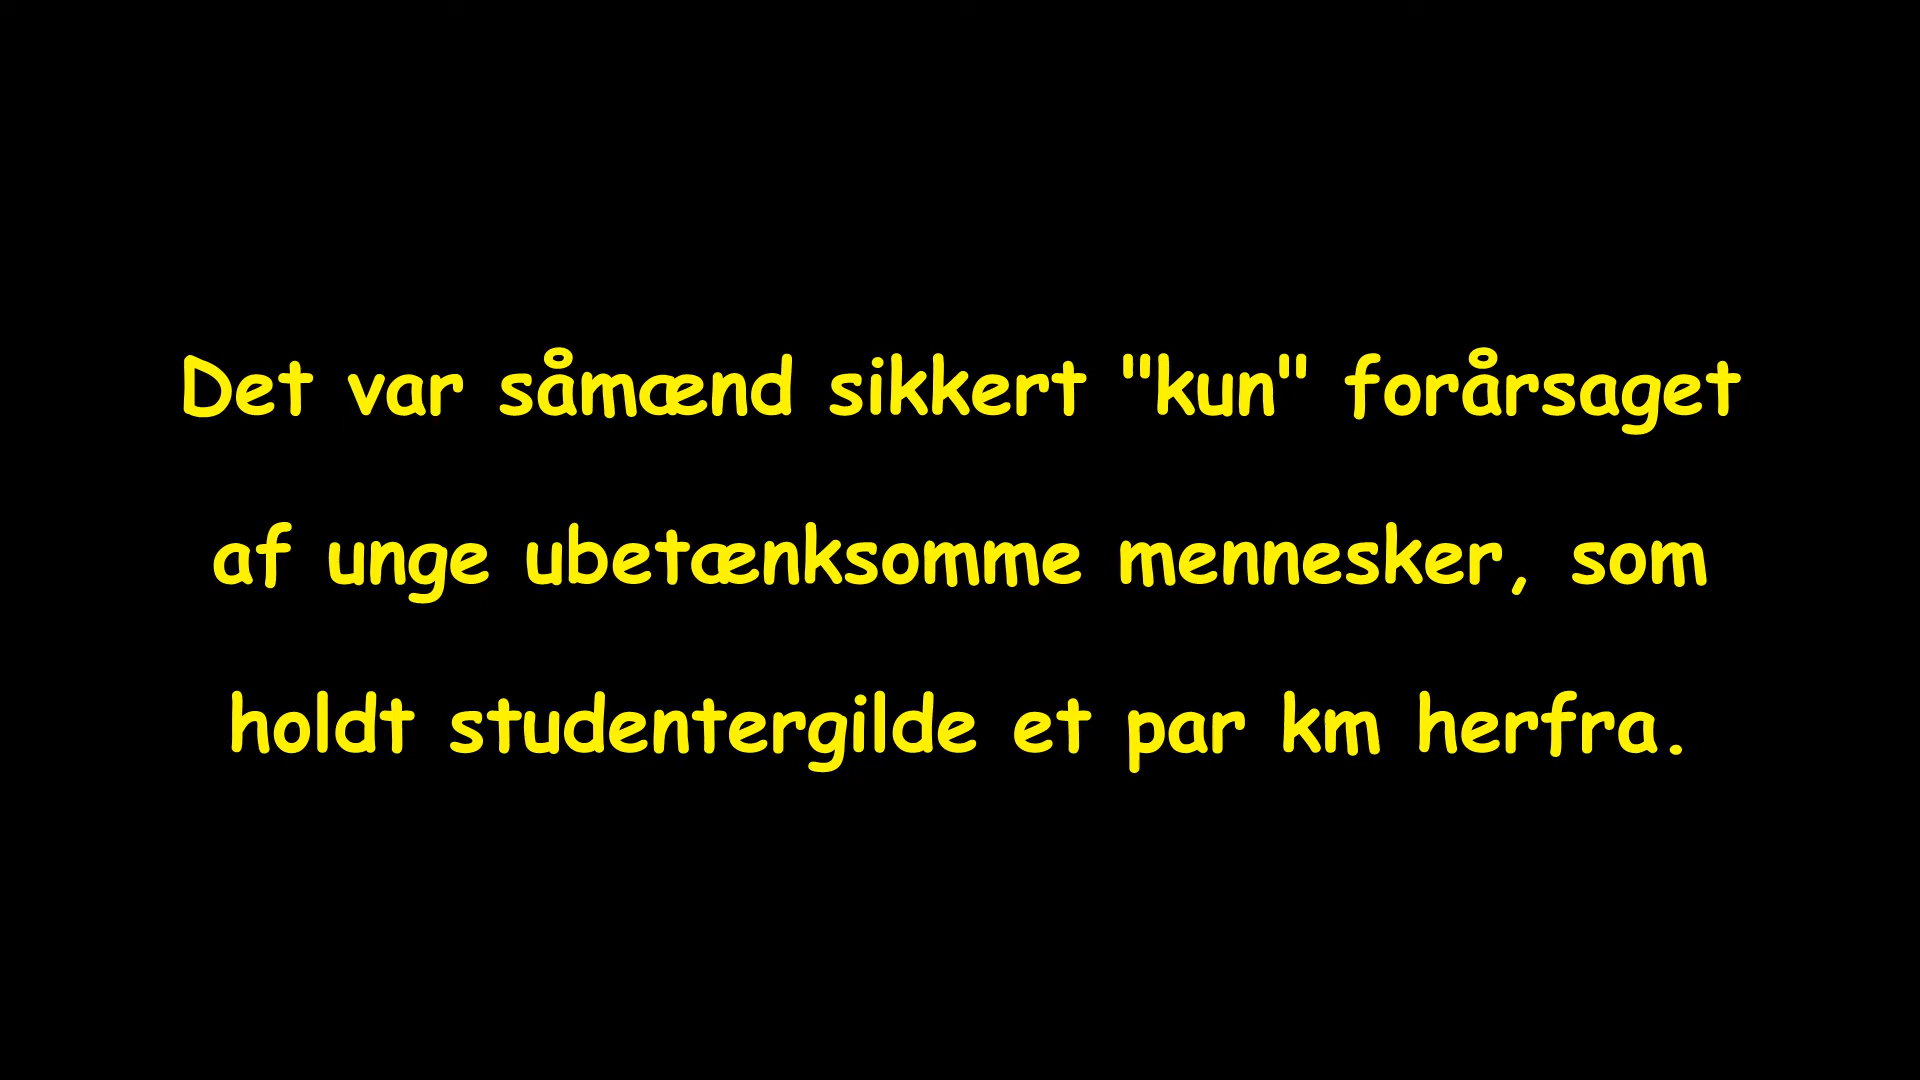 Det var såmænd sikkert "kun" forårsaget
af unge ubetænksomme mennesker, som
holdt studentergilde et par km herfra.